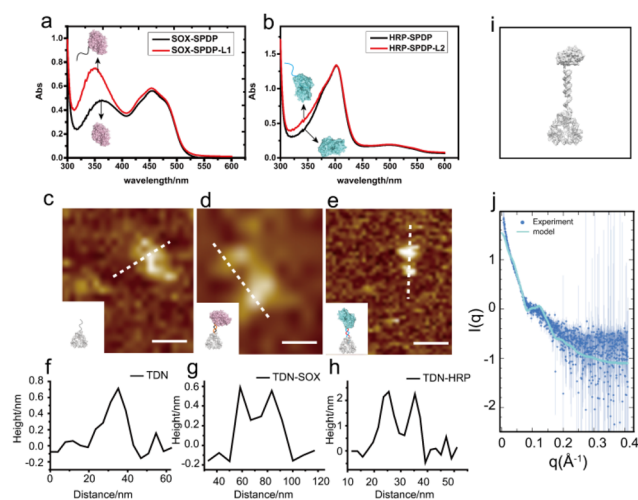 a
SOX-SPDP
SOX-SPDP-L1
Abs
0.8
0.6
0.4
0.2
0.0
300 350 400 450 500 550 600
wavelength/nm
b
HRP-SPDP
HRP-SPDP-L2
Abs
1.5
1.0
0.5
0.0
300 350 400 450 500 550 600
wavelength/nm
c
d
e
f
TDN
Height/nm
1.2
1.0
0.8
0.6
0.4
0.2
0.0
-0.2
0 10 20 30 40 50 60
Distance/nm
g
TDN-SOX
Height/nm
0.8
0.6
0.4
0.2
0.0
-0.2
40 60 80 100 120
Distance/nm
h
TDN-HRP
Height/nm
3
2
1
0
10 20 30 40 50
Distance/nm
i
j
Experiment
model
I(q)
1
0
-1
-2
0 0.1 0.2 0.3 0.4
q(Å-1)